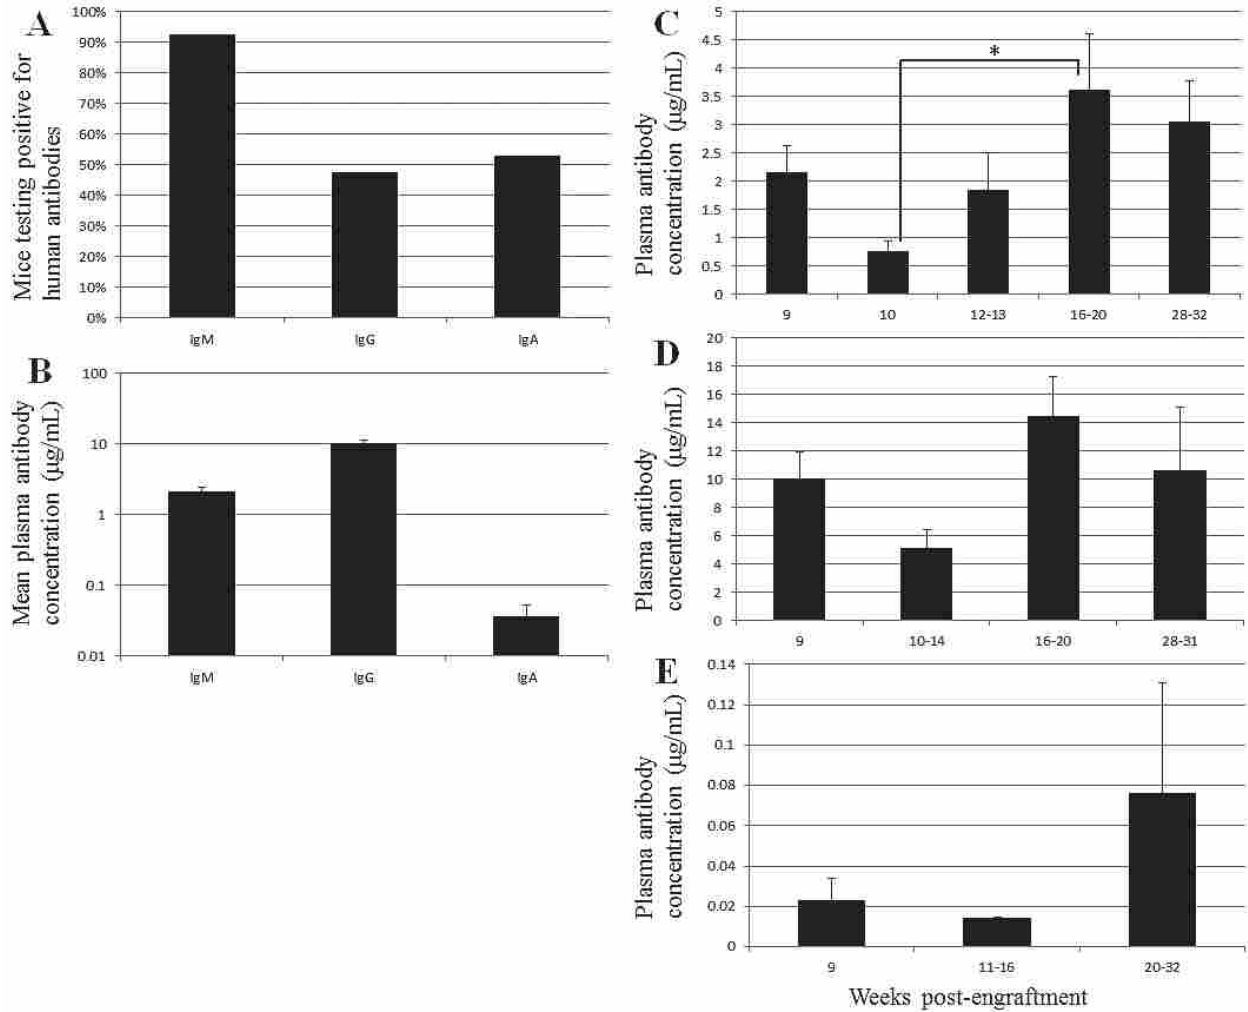 A
Mice testing positive for
human antibodies
100%
90%
80%
70%
60%
50%
40%
30%
20%
10%
0%
IgM IgG IgA
B
Mean plasma antibody
concentration (µg/mL)
100
10
1
0.1
0.01
IgM IgG IgA
C
Plasma antibody
concentration (µg/mL)
5
4.5
4
3.5
3
2.5
2
1.5
1
0.5
0
*
9 10 12-13 16-20 28-32
D
Plasma antibody
concentration (µg/mL)
20
18
16
14
12
10
8
6
4
2
0
9 10-14 16-20 28-31
E
Plasma antibody
concentration (µg/mL)
0.14
0.12
0.1
0.08
0.06
0.04
0.02
0
9 11-16 20-32
Weeks post-engraftment